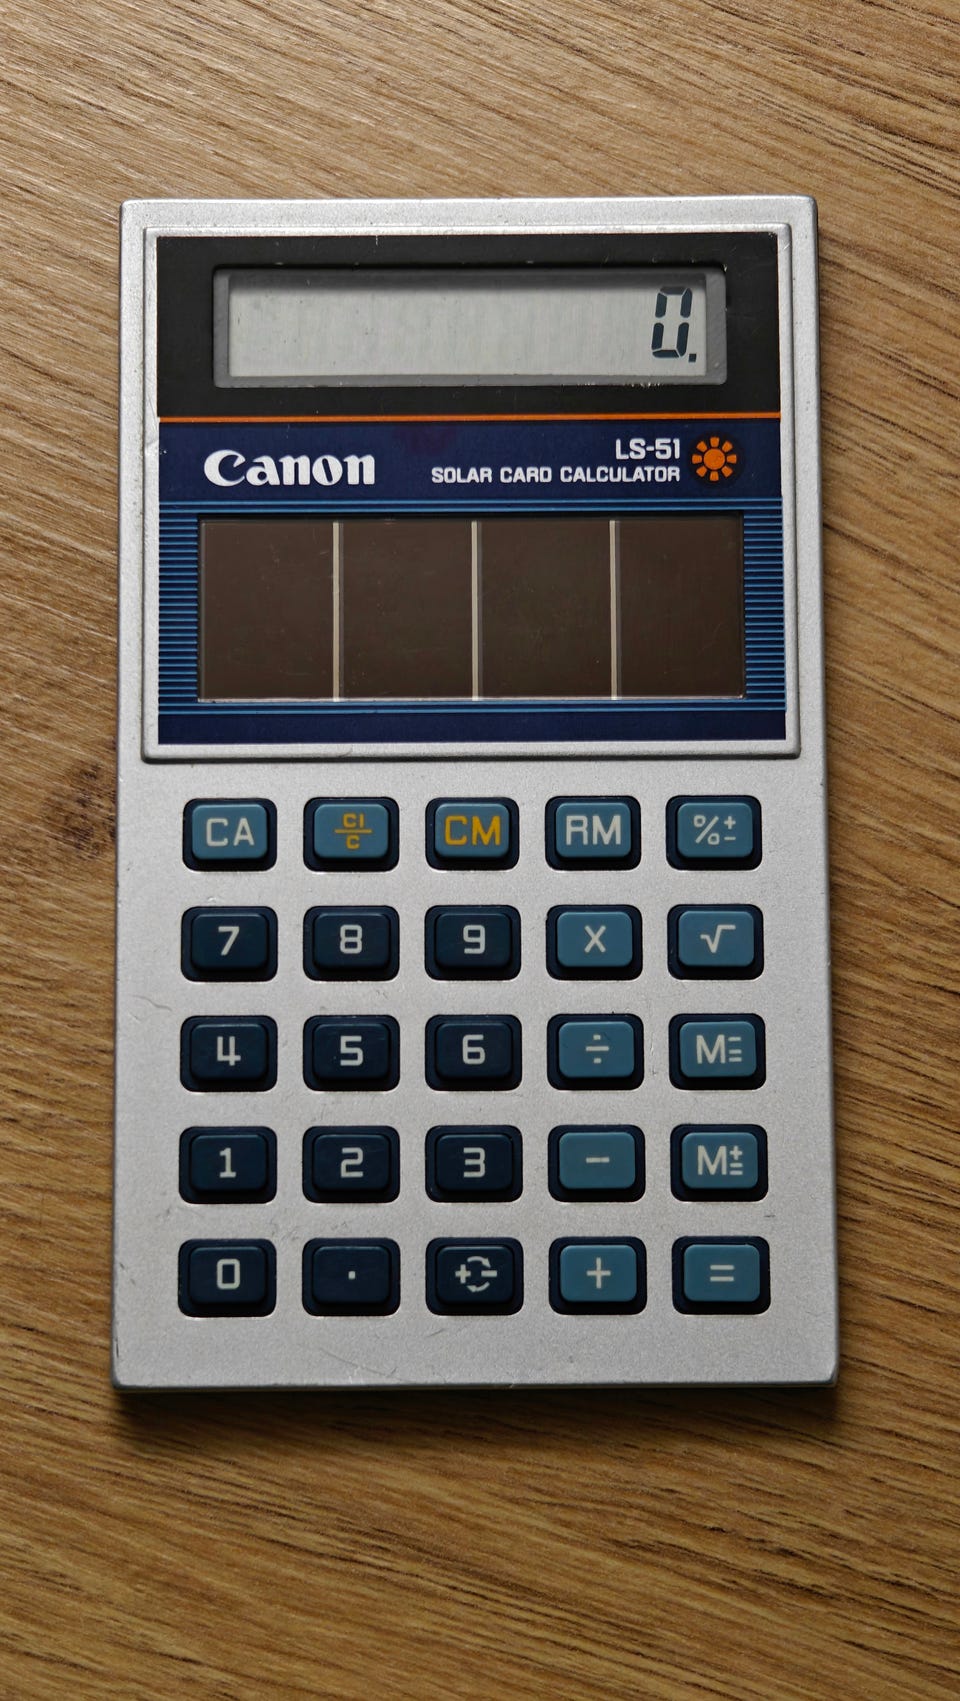 0.
Canon
LS-51
SOLAR CARD CALCULATOR
CA CI/C CM RM %±
7 8 9 X √
4 5 6 ÷ M=
1 2 3 − M±
0 . +- + =